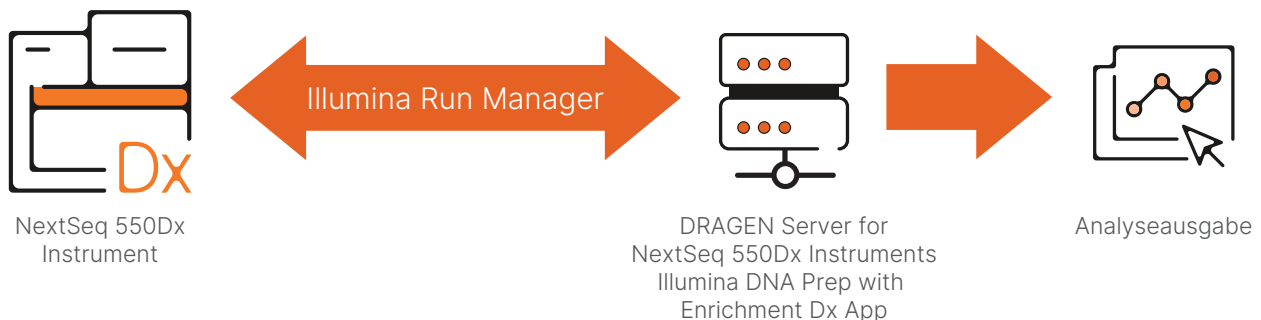 Dx
Illumina Run Manager
NextSeq 550Dx
Instrument
DRAGEN Server for
NextSeq 550Dx Instruments
Illumina DNA Prep with
Enrichment Dx App
Analyseausgabe